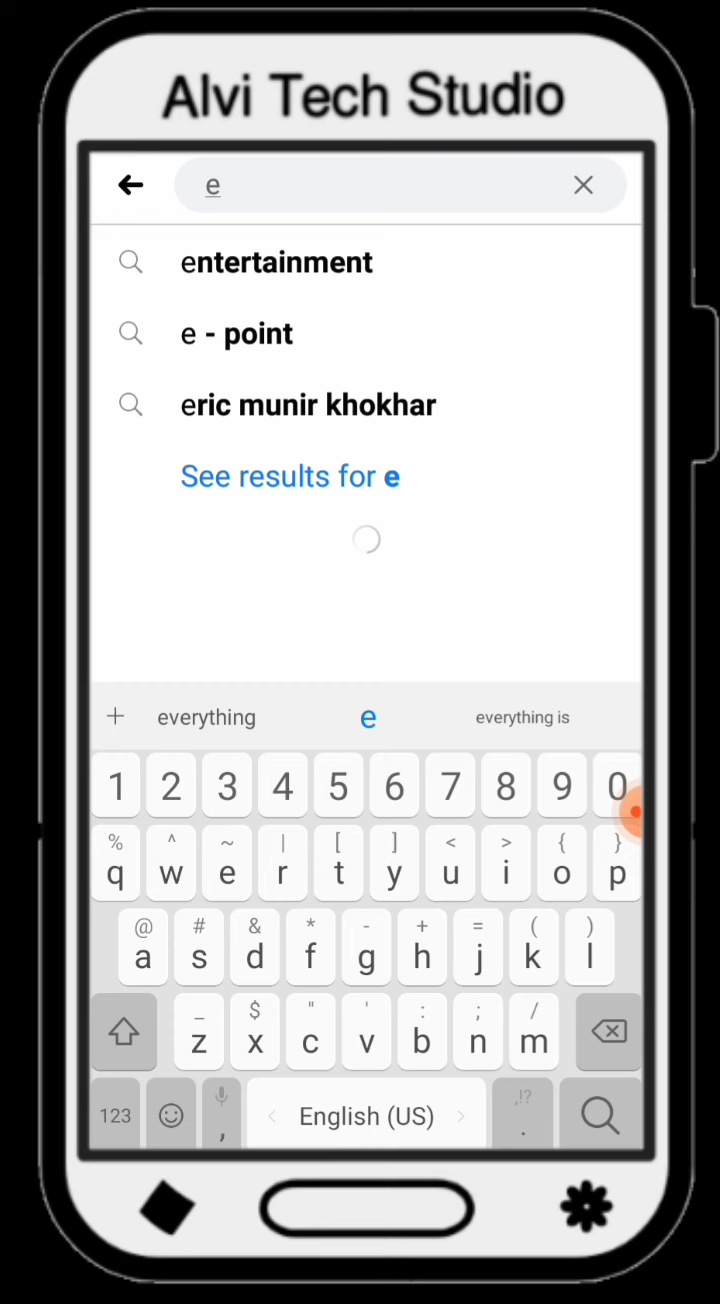 Alvi Tech Studio
e
entertainment
e - point
eric munir khokhar
See results for e
everything e everything is
1 2 3 4 5 6 7 8 9 0
% ^ ~ | [ ] < > { }
q w e r t y u i o p
@ # & * - + = ( )
a s d f g h j k l
_ $ " ' : ; /
z x c v b n m
123 , < English (US) > ,!? .